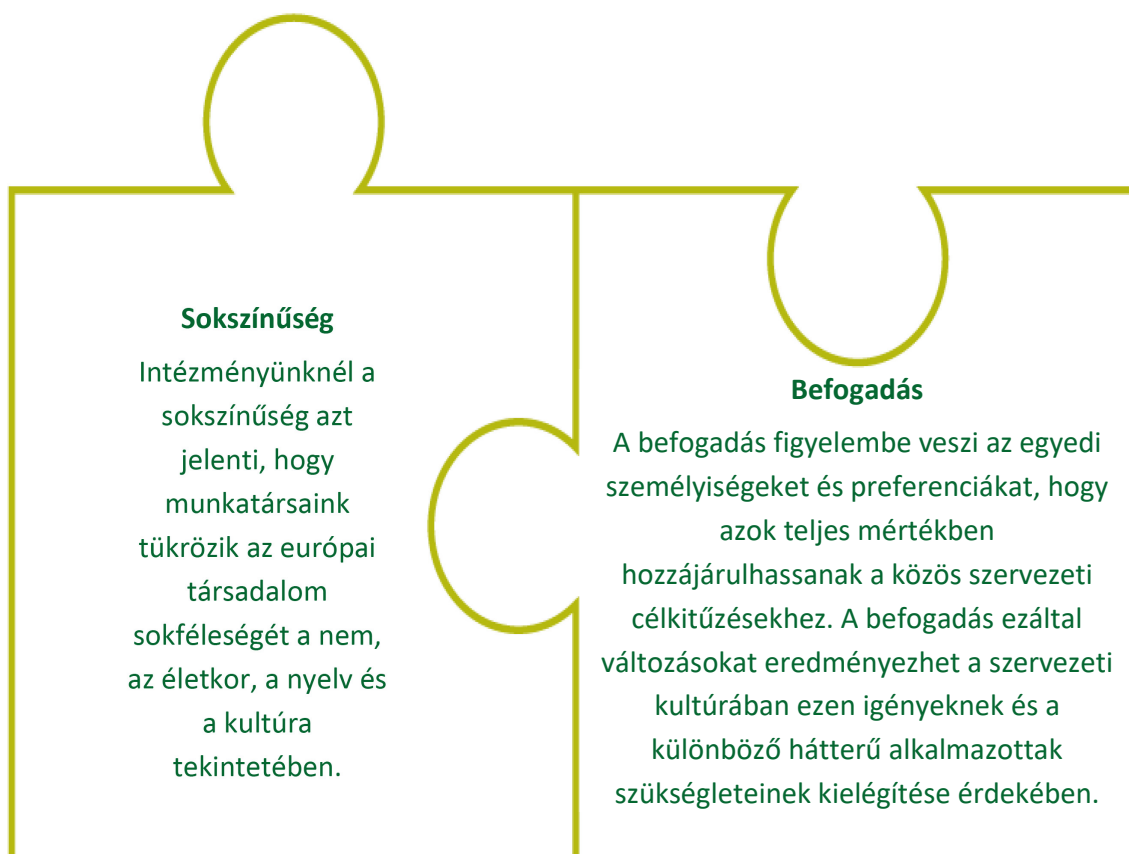 Sokszínűség
Intézményünknél a
sokszínűség azt
jelenti, hogy
munkatársaink
tükrözik az európai
társadalom
sokféleségét a nem,
az életkor, a nyelv és
a kultúra
tekintetében.
Befogadás
A befogadás figyelembe veszi az egyedi
személyiségeket és preferenciákat, hogy
azok teljes mértékben
hozzájárulhassanak a közös szervezeti
célkitűzésekhez. A befogadás ezáltal
változásokat eredményezhet a szervezeti
kultúrában ezen igényeknek és a
különböző hátterű alkalmazottak
szükségleteinek kielégítése érdekében.